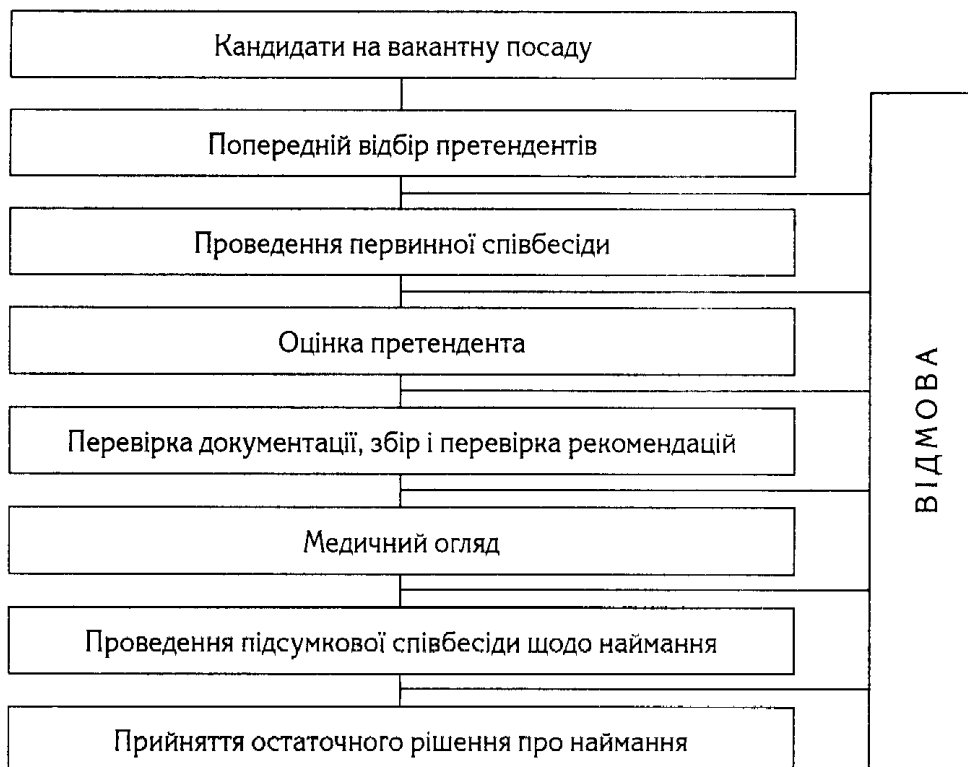 Кандидати на вакантну посаду
Попередній відбір претендентів
Проведення первинної співбесіди
Оцінка претендента
Перевірка документації, збір і перевірка рекомендацій
Медичний огляд
Проведення підсумкової співбесіди щодо наймання
Прийняття остаточного рішення про наймання
ВІДМОВА